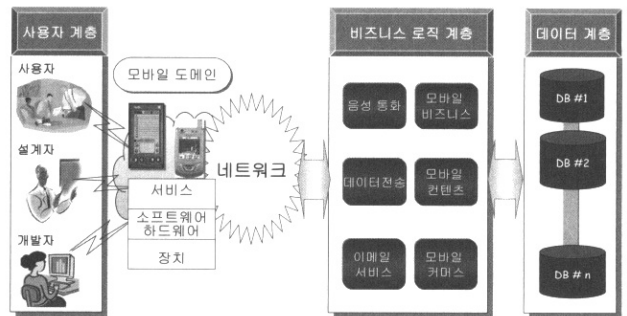 사용자 계층
사용자
설계자
개발자
모바일 도메인
서비스
소프트웨어
하드웨어
장치
네트워크
비즈니스 로직 계층
음성 통화
모바일
비즈니스
데이터전송
모바일
컨텐츠
이메일
서비스
모바일
커머스
데이터 계층
DB #1
DB #2
DB # n